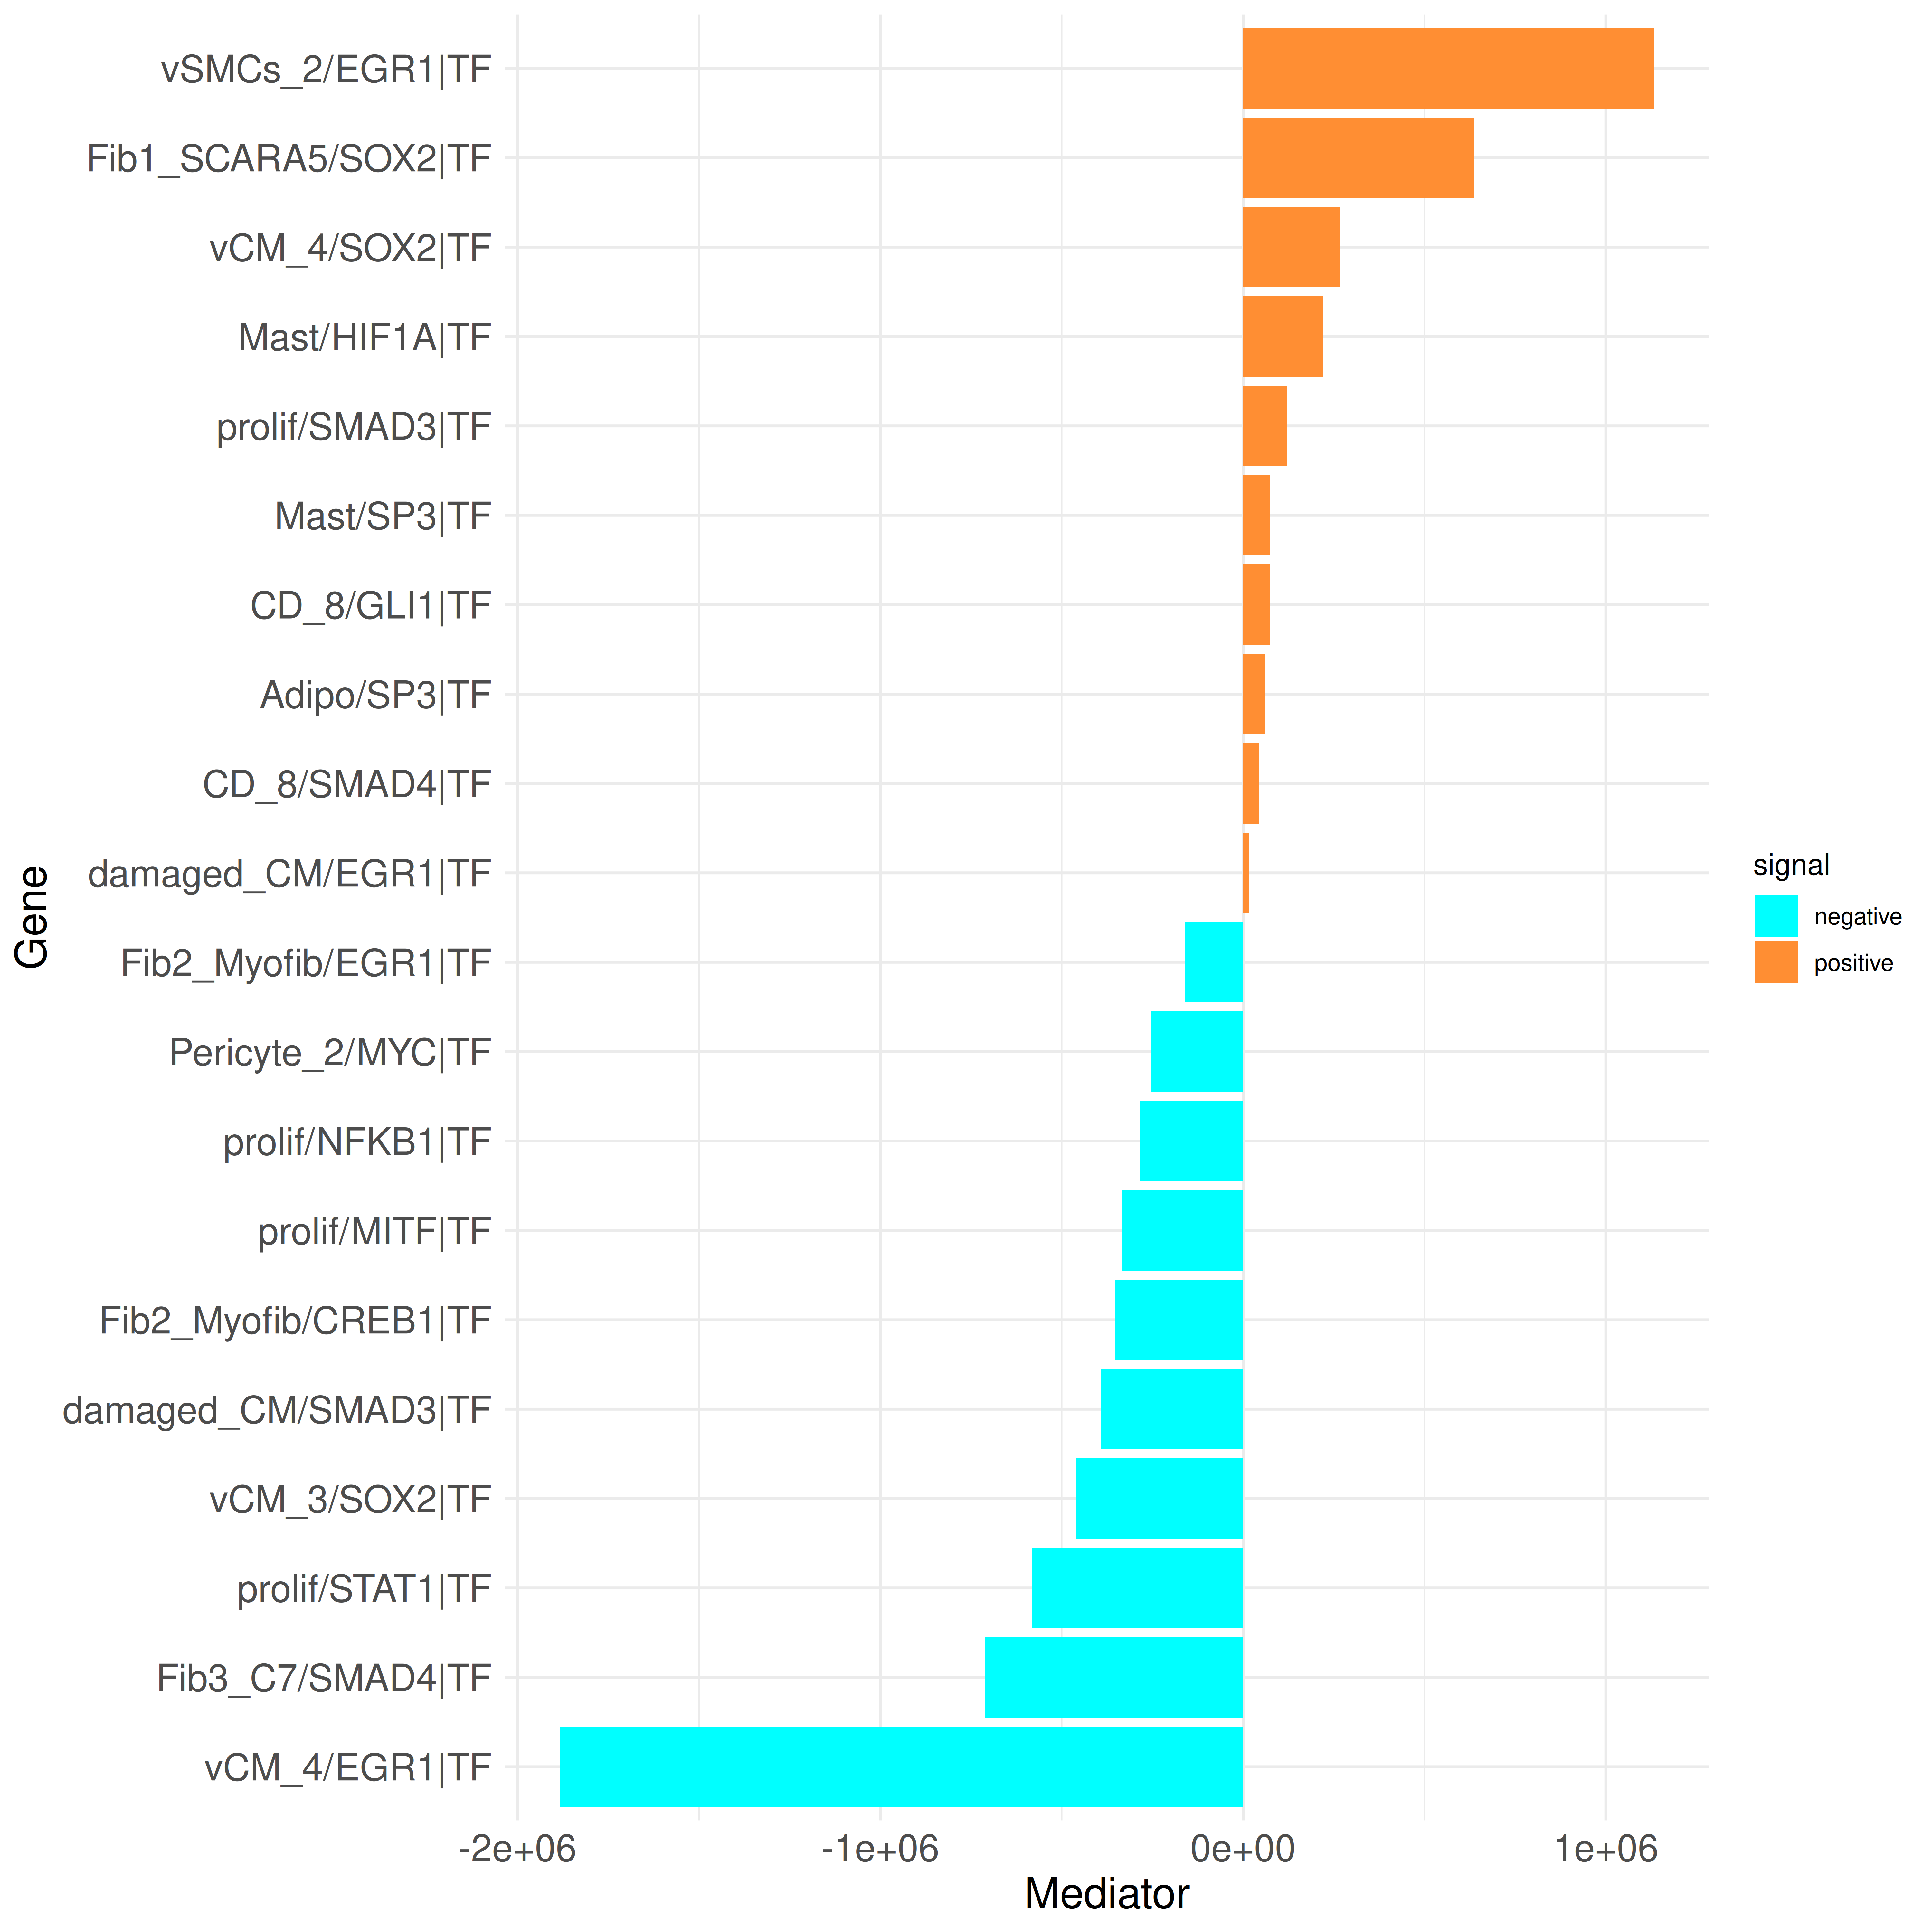 vSMCs_2/EGR1|TF
Fib1_SCARA5/SOX2|TF
vCM_4/SOX2|TF
Mast/HIF1A|TF
prolif/SMAD3|TF
Mast/SP3|TF
CD_8/GLI1|TF
Adipo/SP3|TF
CD_8/SMAD4|TF
damaged_CM/EGR1|TF
Fib2_Myofib/EGR1|TF
Pericyte_2/MYC|TF
prolif/NFKB1|TF
prolif/MITF|TF
Fib2_Myofib/CREB1|TF
damaged_CM/SMAD3|TF
vCM_3/SOX2|TF
prolif/STAT1|TF
Fib3_C7/SMAD4|TF
vCM_4/EGR1|TF
Gene
-2e+06 -1e+06 0e+00 1e+06
Mediator
signal
negative
positive